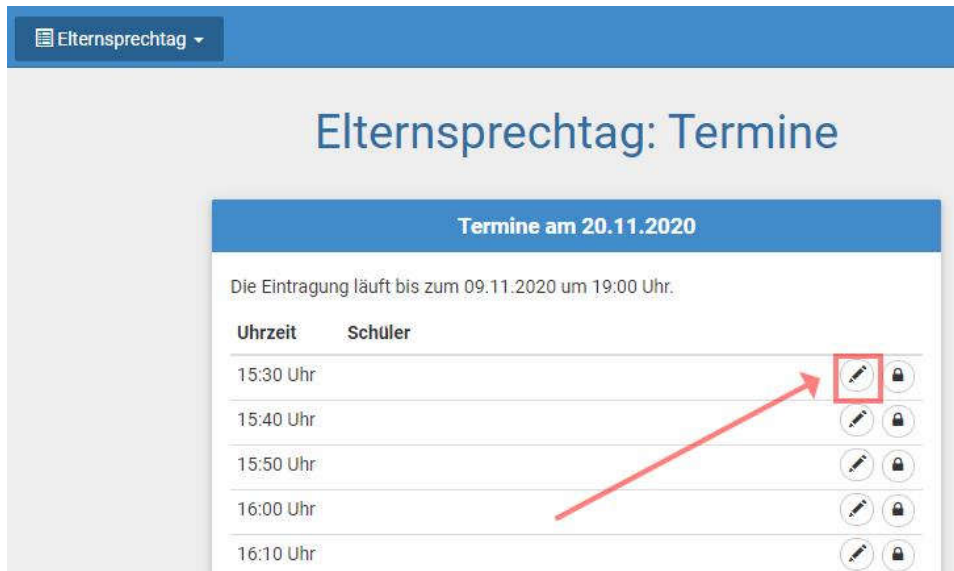 Elternsprechtag
Elternsprechtag: Termine
Termine am 20.11.2020
Die Eintragung läuft bis zum 09.11.2020 um 19:00 Uhr.
Uhrzeit Schüler
15:30 Uhr
15:40 Uhr
15:50 Uhr
16:00 Uhr
16:10 Uhr